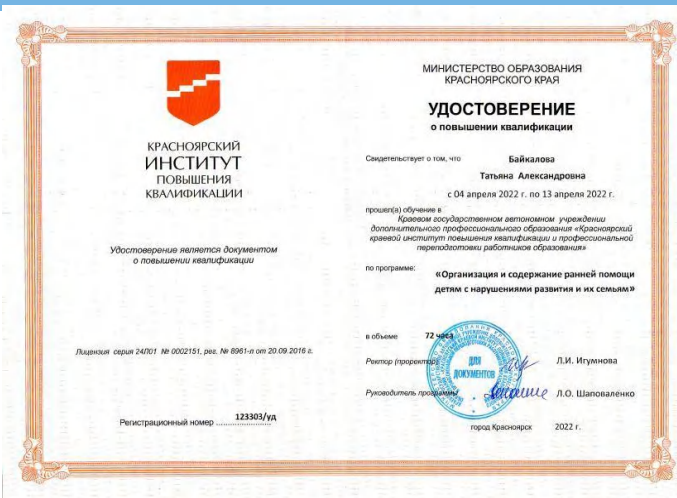 КРАСНОЯРСКИЙ
ИНСТИТУТ
ПОВЫШЕНИЯ
КВАЛИФИКАЦИИ
Удостоверение является документом
о повышении квалификации
Лицензия серия 24Л01 № 0002151, рег. № 8961-л от 20.09.2016 г.
Регистрационный номер 123303/уд
МИНИСТЕРСТВО ОБРАЗОВАНИЯ
КРАСНОЯРСКОГО КРАЯ
УДОСТОВЕРЕНИЕ
о повышении квалификации
Свидетельствует о том, что Байкалова
Татьяна Александровна
с 04 апреля 2022 г. по 13 апреля 2022 г.
прошел(а) обучение в
Краевом государственном автономном учреждении
дополнительного профессионального образования «Красноярский
краевой институт повышения квалификации и профессиональной
переподготовки работников образования»
по программе:
«Организация и содержание ранней помощи
детям с нарушениями развития и их семьям»
в объеме 72 часа
Ректор (проректор) Л.И. Игумнова
ДЛЯ
ДОКУМЕНТОВ
Руководитель программы Л.О. Шаповаленко
город Красноярск 2022 г.